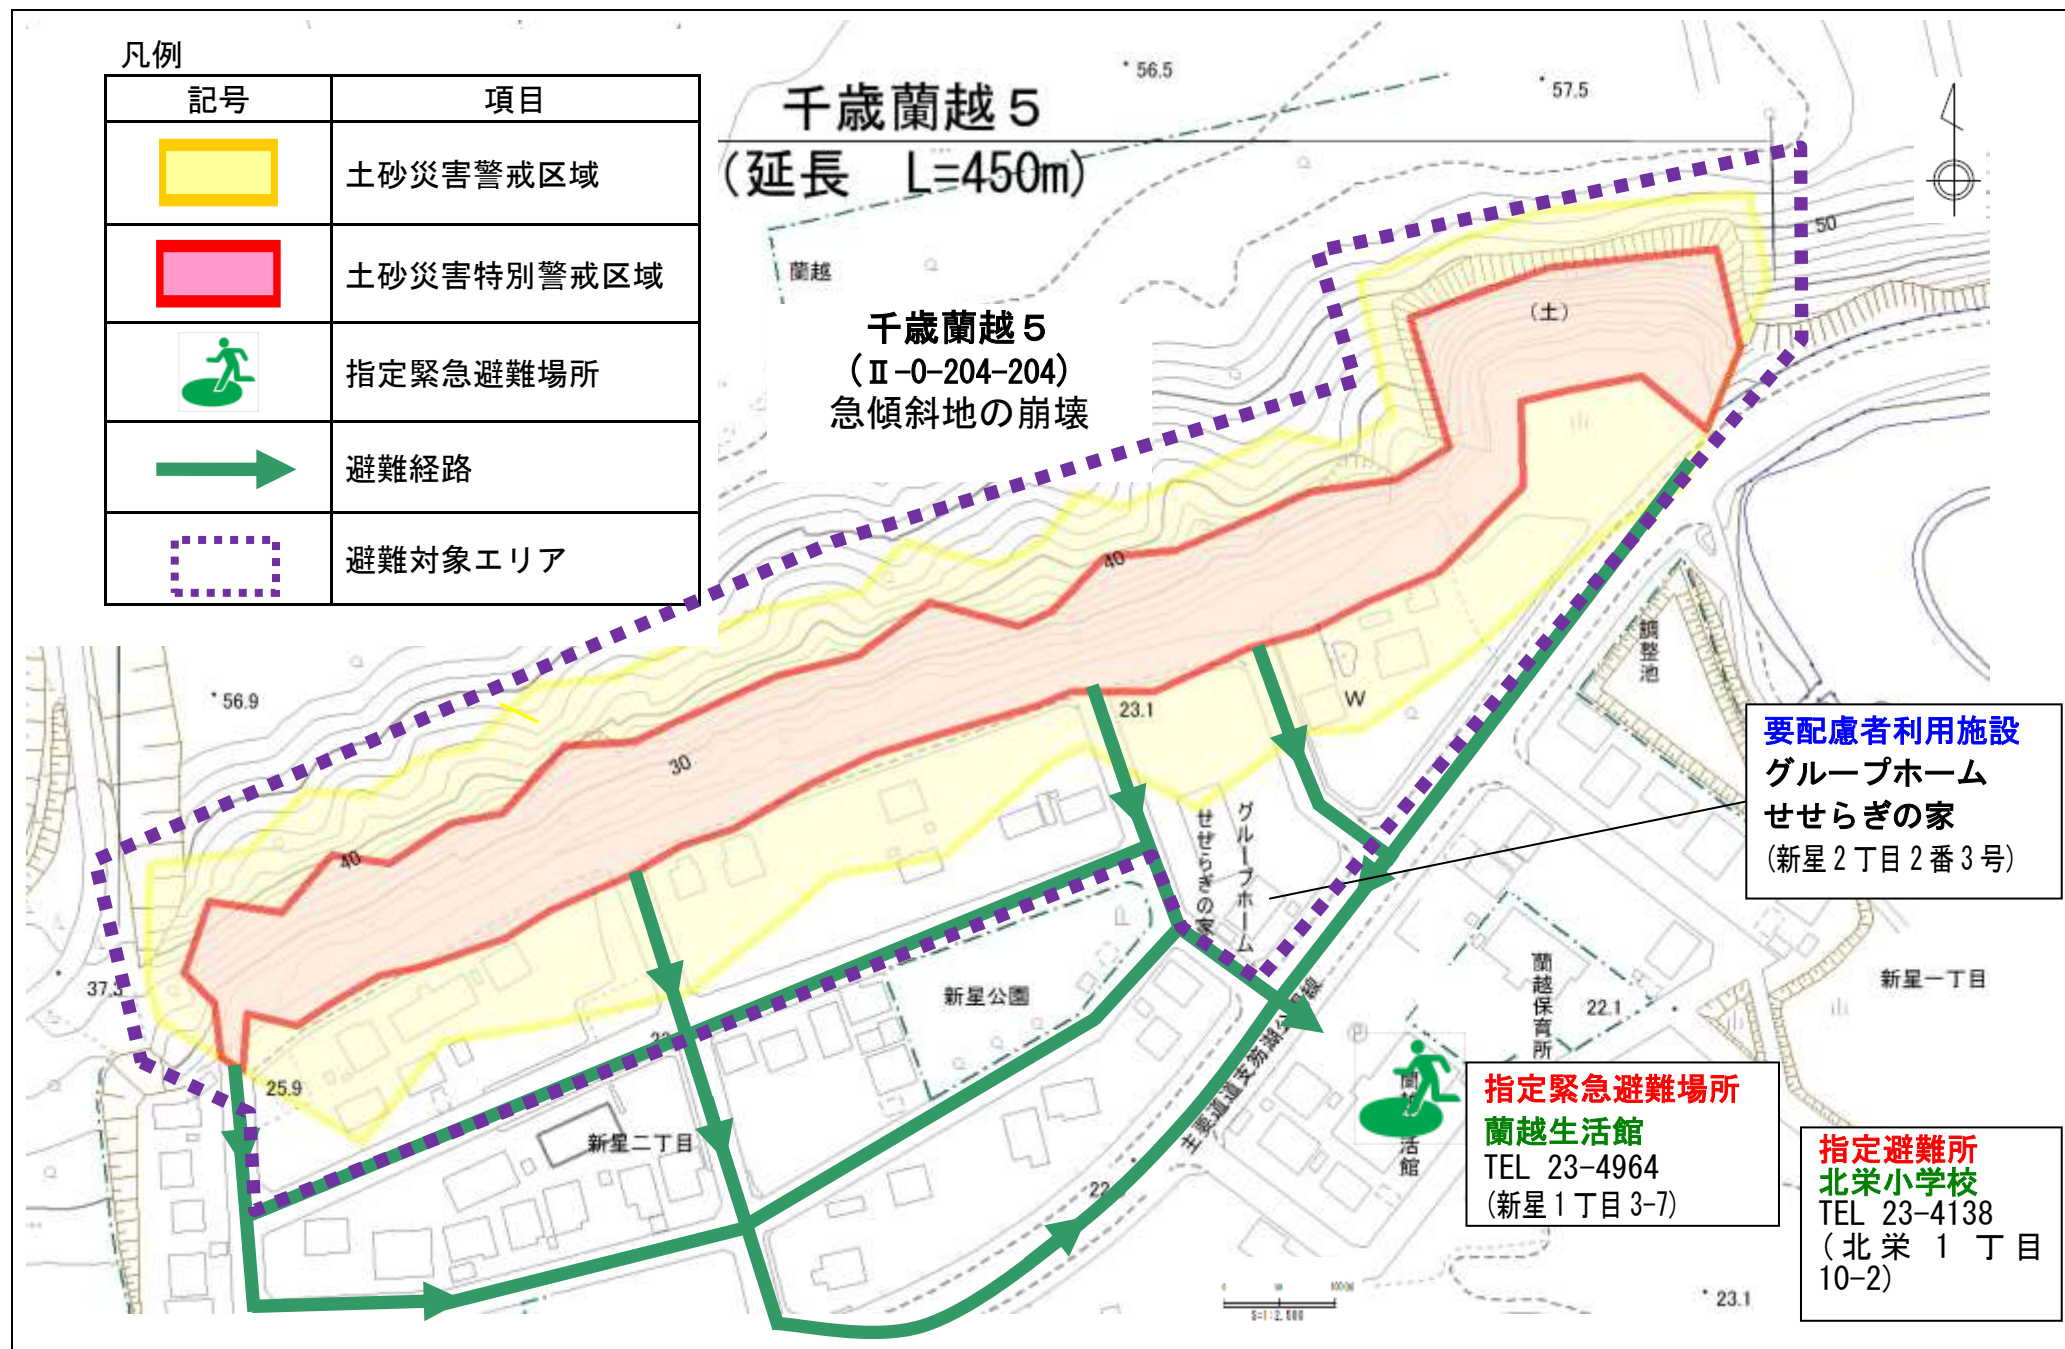 凡例
記号 項目
土砂災害警戒区域
土砂災害特別警戒区域
指定緊急避難場所
避難経路
避難対象エリア
千歳蘭越5
(延長 L=450m)
56.5
57.5
50
蘭越
千歳蘭越5
(Ⅱ-0-204-204)
急傾斜地の崩壊
(土)
40
56.9
30
40
23.1
W
調整池
要配慮者利用施設
グループホーム
せせらぎの家
(新星2丁目2番3号)
グループホーム
せせらぎの家
37.3
25.9
新星公園
新星二丁目
主要道道支笏湖公園線
蘭越保育所
22.1
新星一丁目
指定緊急避難場所
蘭越生活館
TEL 23-4964
(新星1丁目3-7)
指定避難所
北栄小学校
TEL 23-4138
(北栄1丁目
10-2)
23.1
S=1:2,500